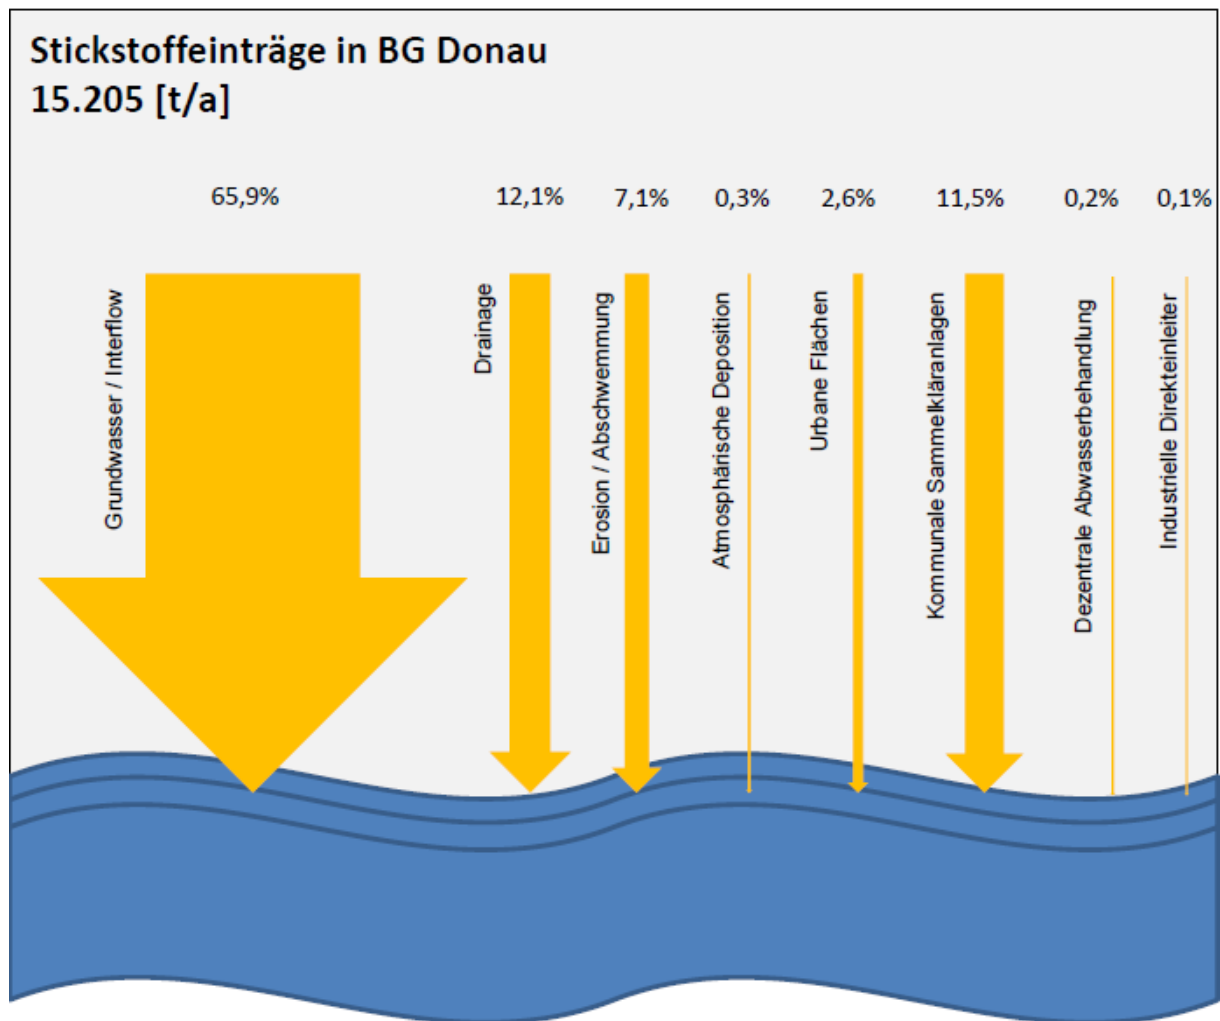 Stickstoffeinträge in BG Donau
15.205 [t/a]
65,9%
12,1%
7,1%
0,3%
2,6%
11,5%
0,2%
0,1%
Grundwasser / Interflow
Drainage
Erosion / Abschwemmung
Atmosphärische Deposition
Urbane Flächen
Kommunale Sammelkläranlagen
Dezentrale Abwasserbehandlung
Industrielle Direkteinleiter